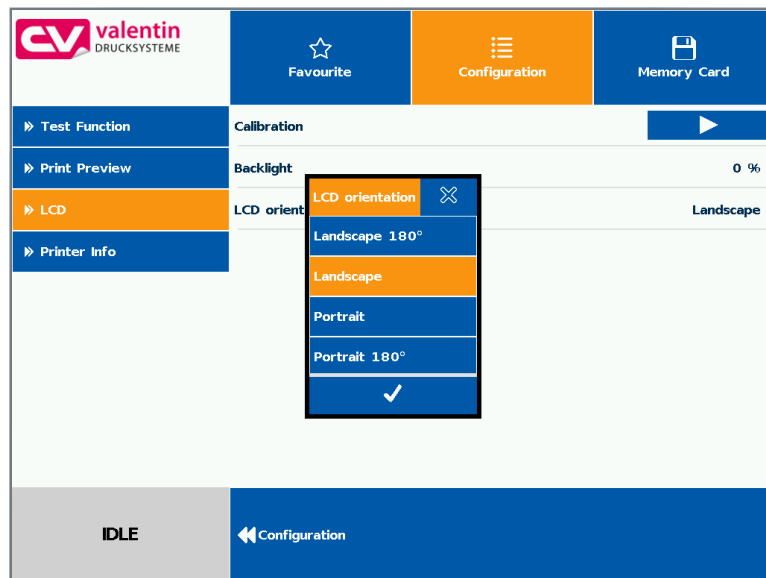 valentin
DRUCKSYSTEME
Favourite
Configuration
Memory Card
Test Function
Print Preview
LCD
Printer Info
Calibration
Backlight
0 %
LCD orient
Landscape
LCD orientation
Landscape 180°
Landscape
Portrait
Portrait 180°
IDLE
Configuration